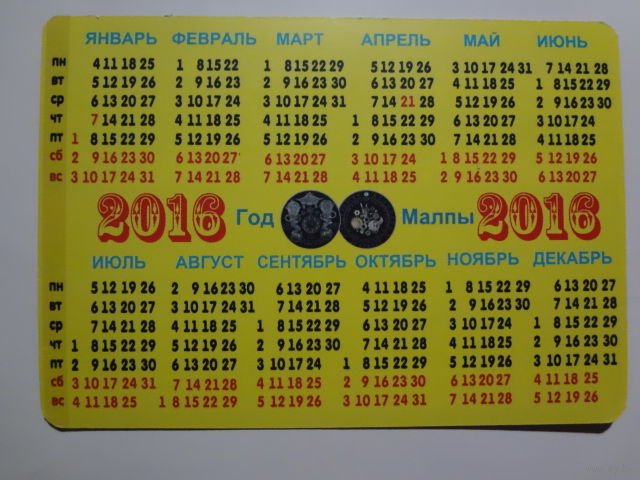 ЯНВАРЬ ФЕВРАЛЬ МАРТ АПРЕЛЬ МАЙ ИЮНЬ
ПН 4 11 18 25 1 8 15 22 1 8 15 22 29 5 12 19 26 3 10 17 24 31 7 14 21 28
ВТ 5 12 19 26 2 9 16 23 2 9 16 23 30 6 13 20 27 4 11 18 25 1 8 15 22 29
СР 6 13 20 27 3 10 17 24 3 10 17 24 31 7 14 21 28 5 12 19 26 2 9 16 23 30
ЧТ 7 14 21 28 4 11 18 25 4 11 18 25 1 8 15 22 29 6 13 20 27 3 10 17 24
ПТ 1 8 15 22 29 5 12 19 26 5 12 19 26 2 9 16 23 30 7 14 21 28 4 11 18 25
СБ 2 9 16 23 30 6 13 20 27 6 13 20 27 3 10 17 24 1 8 15 22 29 5 12 19 26
ВС 3 10 17 24 31 7 14 21 28 7 14 21 28 4 11 18 25 2 9 16 23 30 6 13 20 27
2016 Год Малпы 2016
ИЮЛЬ АВГУСТ СЕНТЯБРЬ ОКТЯБРЬ НОЯБРЬ ДЕКАБРЬ
ПН 5 12 19 26 2 9 16 23 30 6 13 20 27 4 11 18 25 1 8 15 22 29 6 13 20 27
ВТ 6 13 20 27 3 10 17 24 31 7 14 21 28 5 12 19 26 2 9 16 23 30 7 14 21 28
СР 7 14 21 28 4 11 18 25 1 8 15 22 29 6 13 20 27 3 10 17 24 1 8 15 22 29
ЧТ 1 8 15 22 29 5 12 19 26 2 9 16 23 30 7 14 21 28 4 11 18 25 2 9 16 23 30
ПТ 2 9 16 23 30 6 13 20 27 3 10 17 24 1 8 15 22 29 5 12 19 26 3 10 17 24 31
СБ 3 10 17 24 31 7 14 21 28 4 11 18 25 2 9 16 23 30 6 13 20 27 4 11 18 25
ВС 4 11 18 25 1 8 15 22 29 5 12 19 26 3 10 17 24 31 7 14 21 28 5 12 19 26